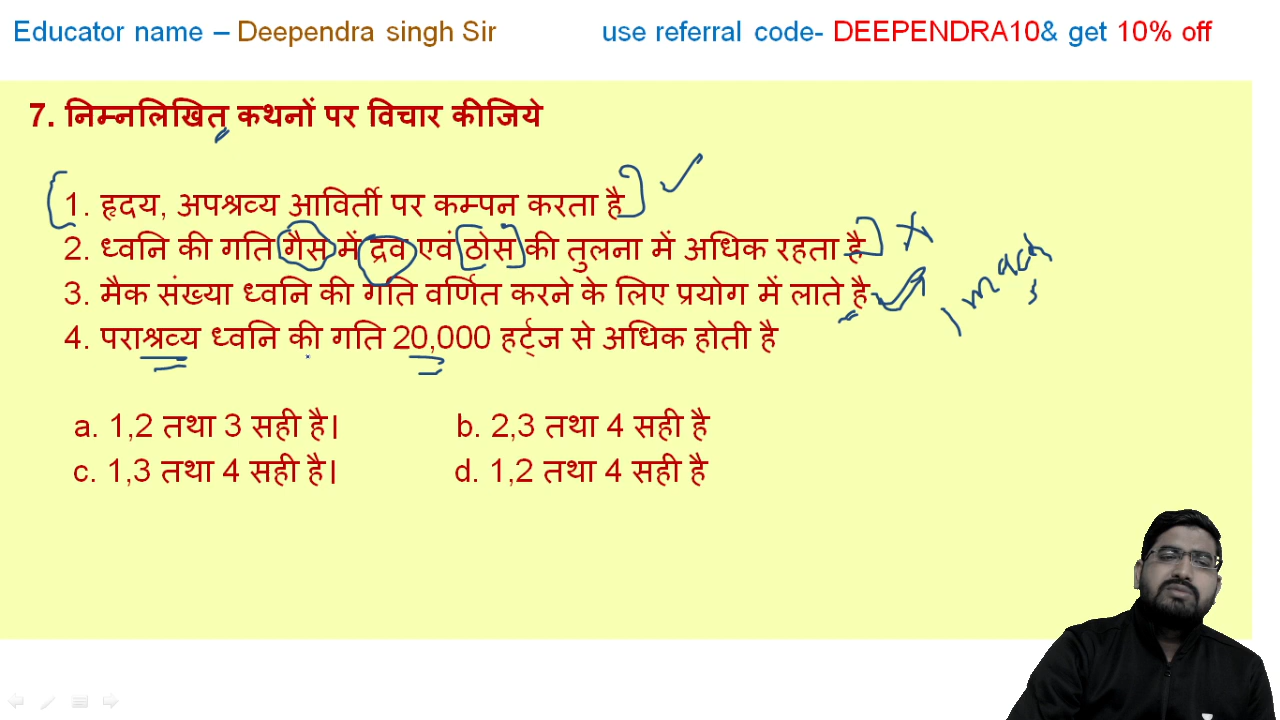 Educator name – Deependra singh Sir use referral code- DEEPENDRA10& get 10% off
7. निम्नलिखित कथनों पर विचार कीजिये
1. हृदय, अपश्रव्य आविर्ती पर कम्पन करता है
2. ध्वनि की गति गैस में द्रव एवं ठोस की तुलना में अधिक रहता है
3. मैक संख्या ध्वनि की गति वर्णित करने के लिए प्रयोग में लाते है
1 mach
4. पराश्रव्य ध्वनि की गति 20,000 हर्ट्ज से अधिक होती है
a. 1,2 तथा 3 सही है। b. 2,3 तथा 4 सही है
c. 1,3 तथा 4 सही है। d. 1,2 तथा 4 सही है